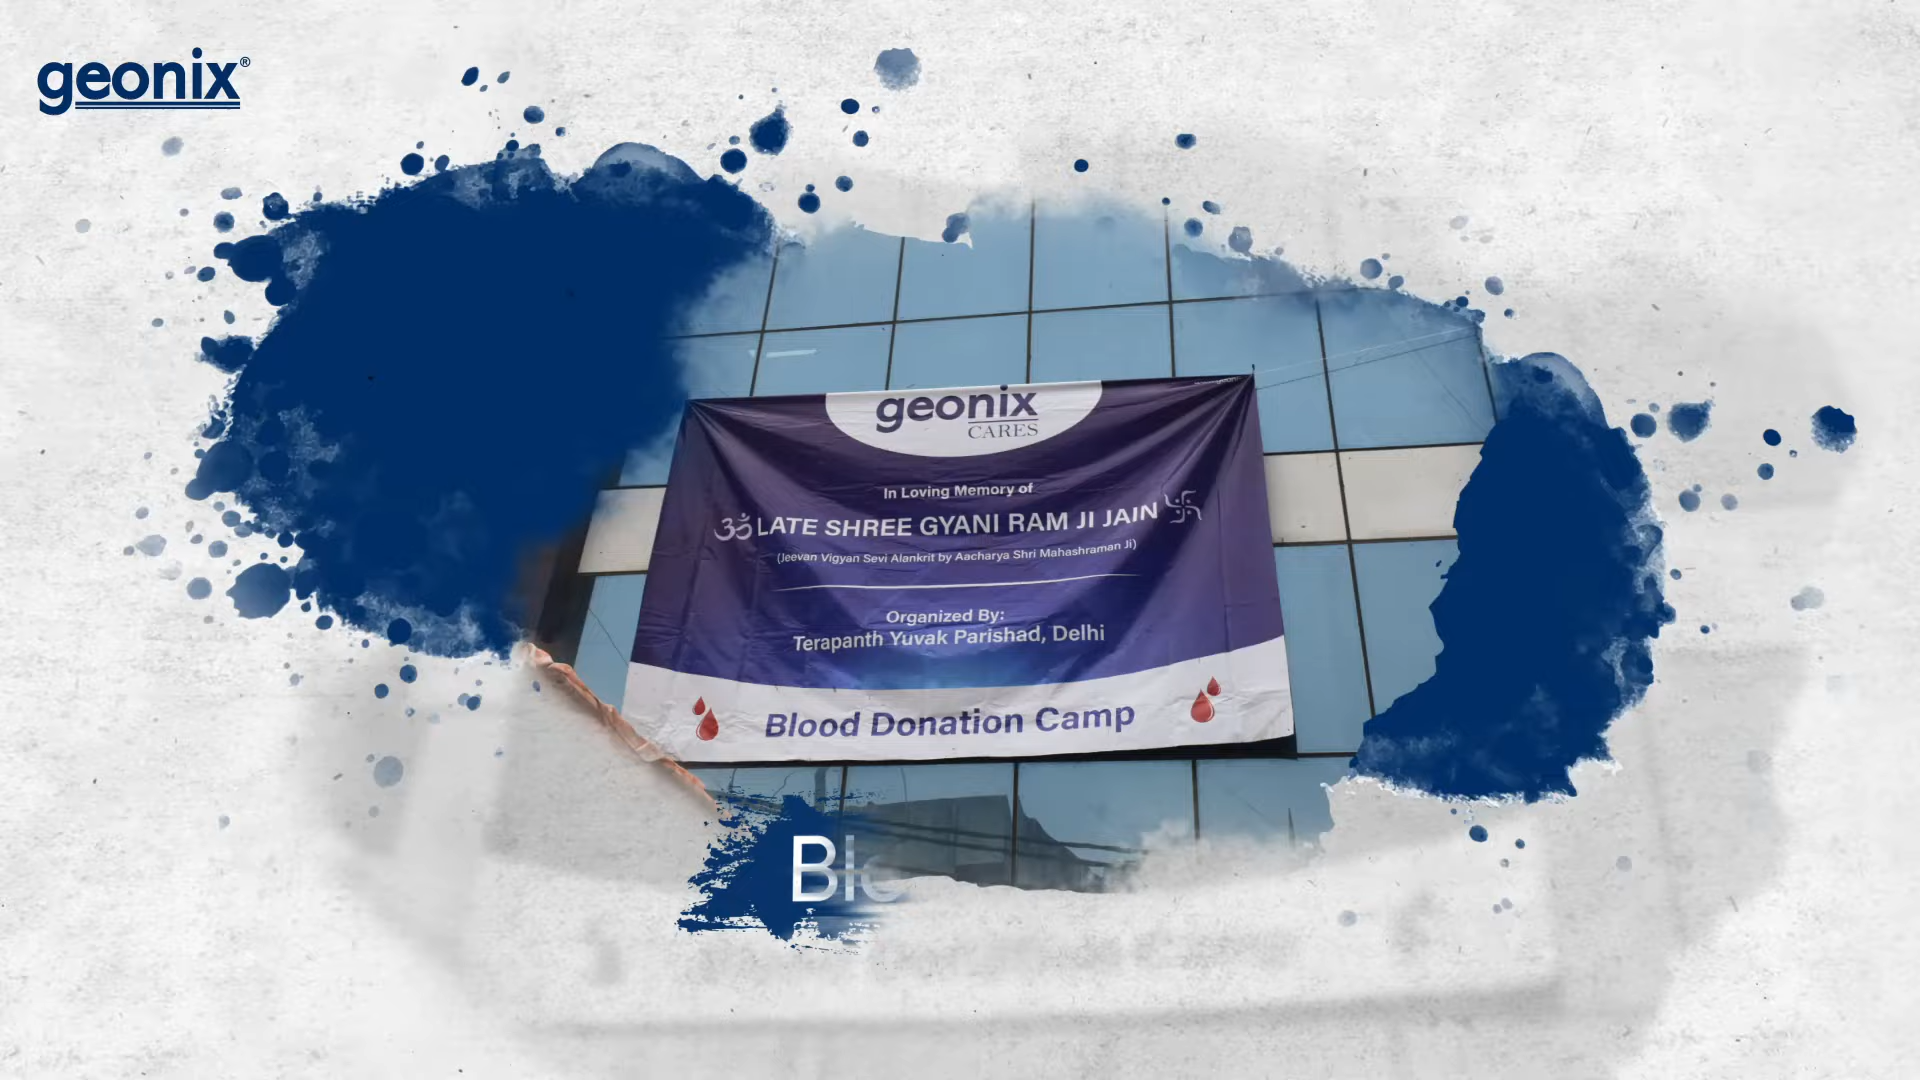 geonix®
geonix
CARES
In Loving Memory of
ॐ LATE SHREE GYANI RAM JI JAIN 卐
(Jeevan Vigyan Sevi Alankrit by Aacharya Shri Mahashraman Ji)
Organized By:
Terapanth Yuvak Parishad, Delhi
Blood Donation Camp